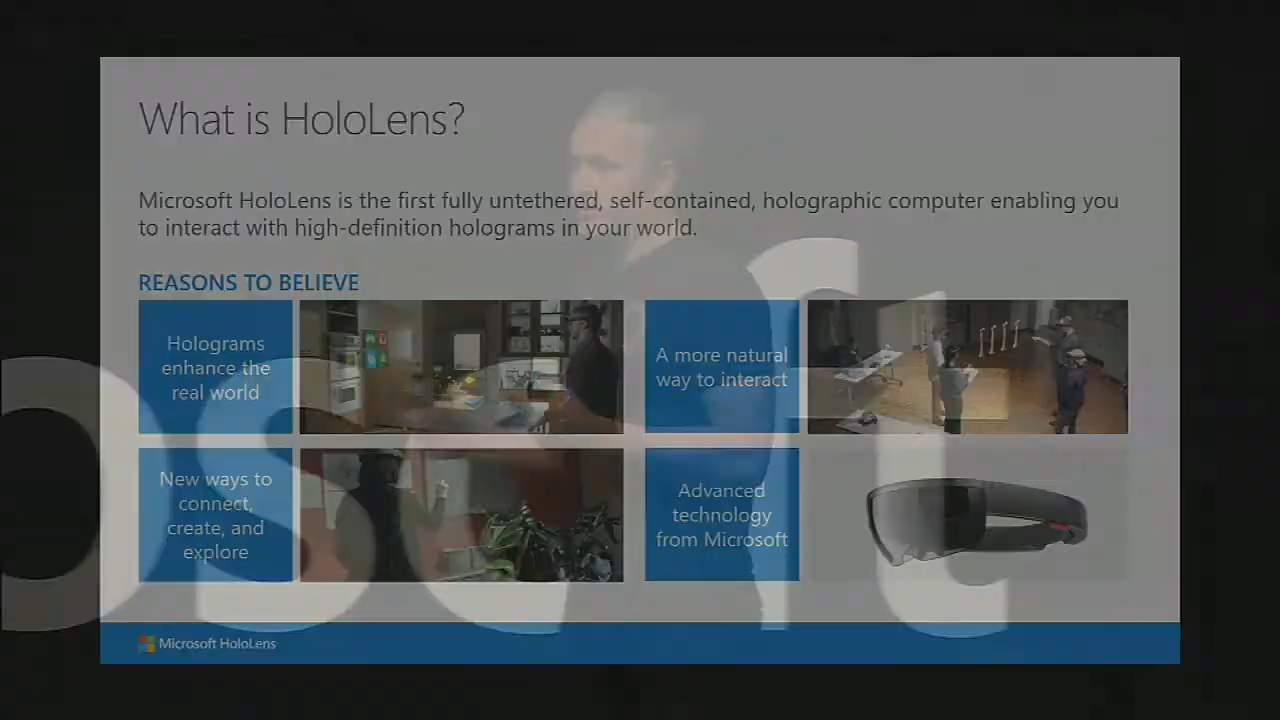 What is HoloLens?
Microsoft HoloLens is the first fully untethered, self-contained, holographic computer enabling you
to interact with high-definition holograms in your world.
REASONS TO BELIEVE
Holograms
enhance the
real world
A more natural
way to interact
New ways to
connect,
create, and
explore
Advanced
technology
from Microsoft
osoft
Microsoft HoloLens